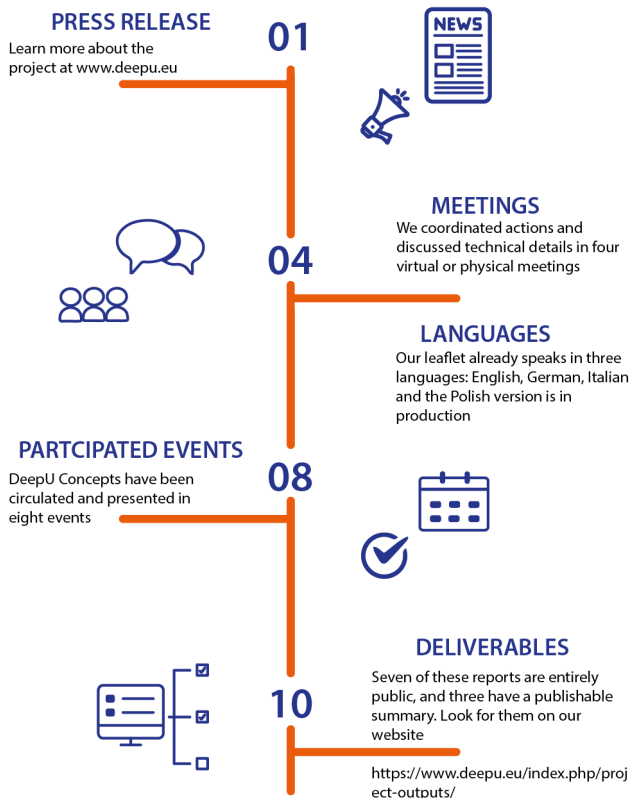 PRESS RELEASE
Learn more about the
project at www.deepu.eu
01
NEWS
MEETINGS
We coordinated actions and
discussed technical details in four
virtual or physical meetings
04
LANGUAGES
Our leaflet already speaks in three
languages: English, German, Italian
and the Polish version is in
production
PARTCIPATED EVENTS
DeepU Concepts have been
circulated and presented in
eight events
08
DELIVERABLES
Seven of these reports are entirely
public, and three have a publishable
summary. Look for them on our
website
10
https://www.deepu.eu/index.php/proj
ect-outputs/